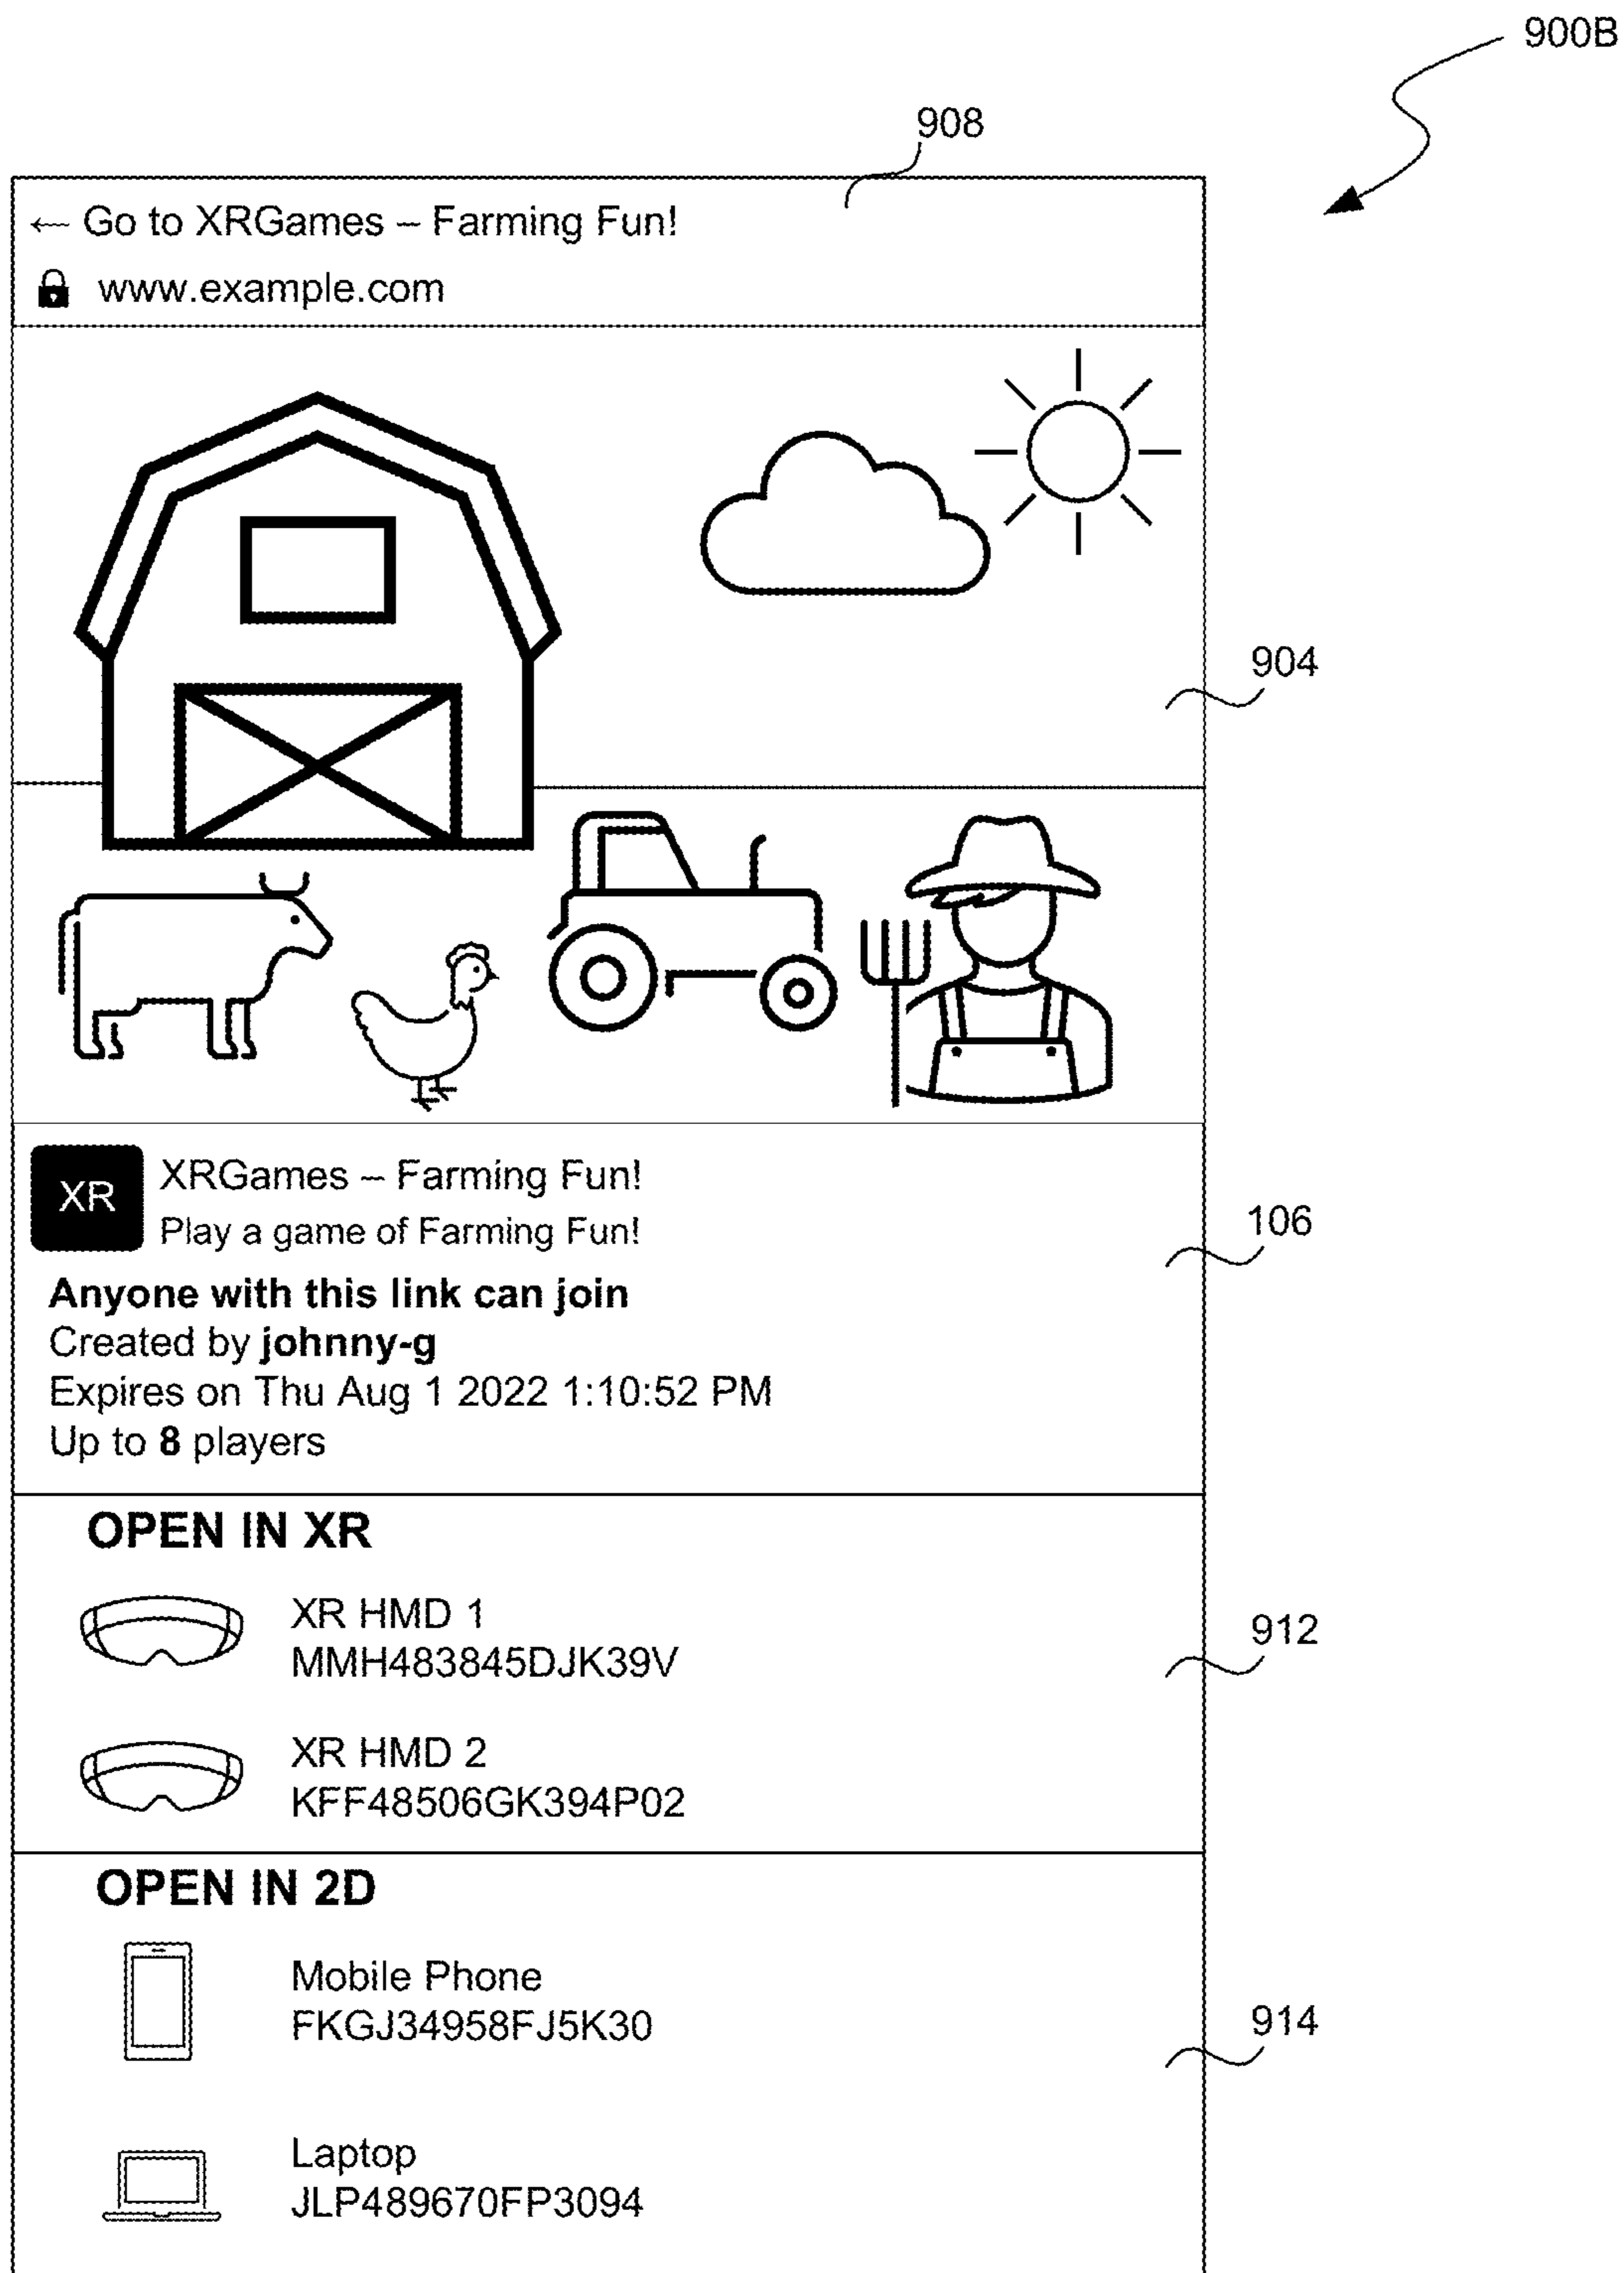 900B
908
← Go to XRGames – Farming Fun!
www.example.com
904
XR
XRGames – Farming Fun!
Play a game of Farming Fun!
106
Anyone with this link can join
Created by johnny-g
Expires on Thu Aug 1 2022 1:10:52 PM
Up to 8 players
OPEN IN XR
XR HMD 1
MMH483845DJK39V
912
XR HMD 2
KFF48506GK394P02
OPEN IN 2D
Mobile Phone
FKGJ34958FJ5K30
914
Laptop
JLP489670FP3094